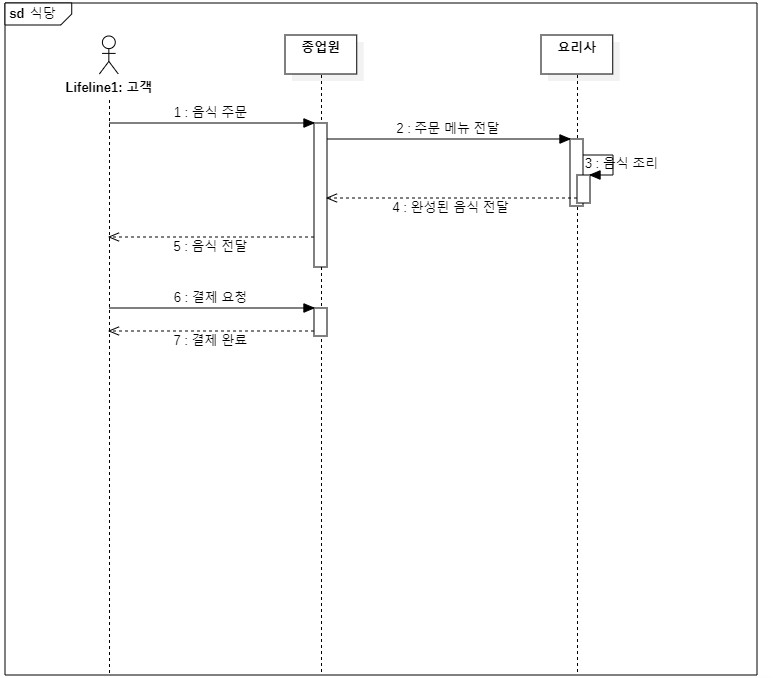 sd 식당
종업원
요리사
Lifeline1: 고객
1 : 음식 주문
2 : 주문 메뉴 전달
3 : 음식 조리
4 : 완성된 음식 전달
5 : 음식 전달
6 : 결제 요청
7 : 결제 완료